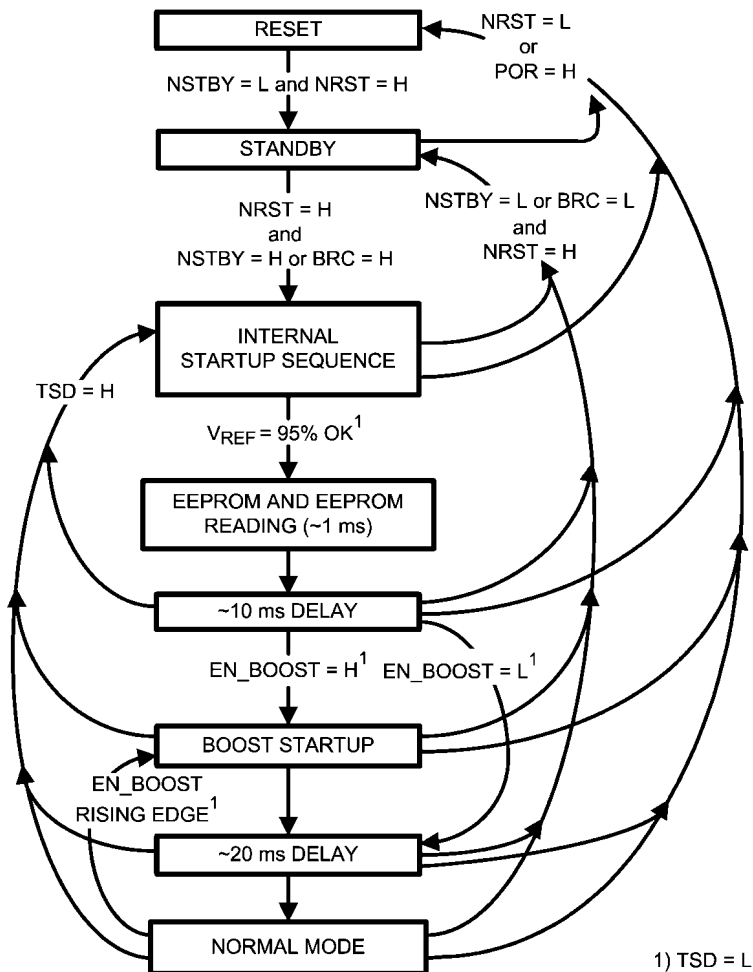 RESET
NRST = L
or
POR = H
NSTBY = L and NRST = H
STANDBY
NRST = H
and
NSTBY = H or BRC = H
NSTBY = L or BRC = L
and
NRST = H
INTERNAL
STARTUP SEQUENCE
TSD = H
VREF = 95% OK1
EEPROM AND EEPROM
READING (~1 ms)
~10 ms DELAY
EN_BOOST = H1
EN_BOOST = L1
BOOST STARTUP
EN_BOOST
RISING EDGE1
~20 ms DELAY
NORMAL MODE
1) TSD = L